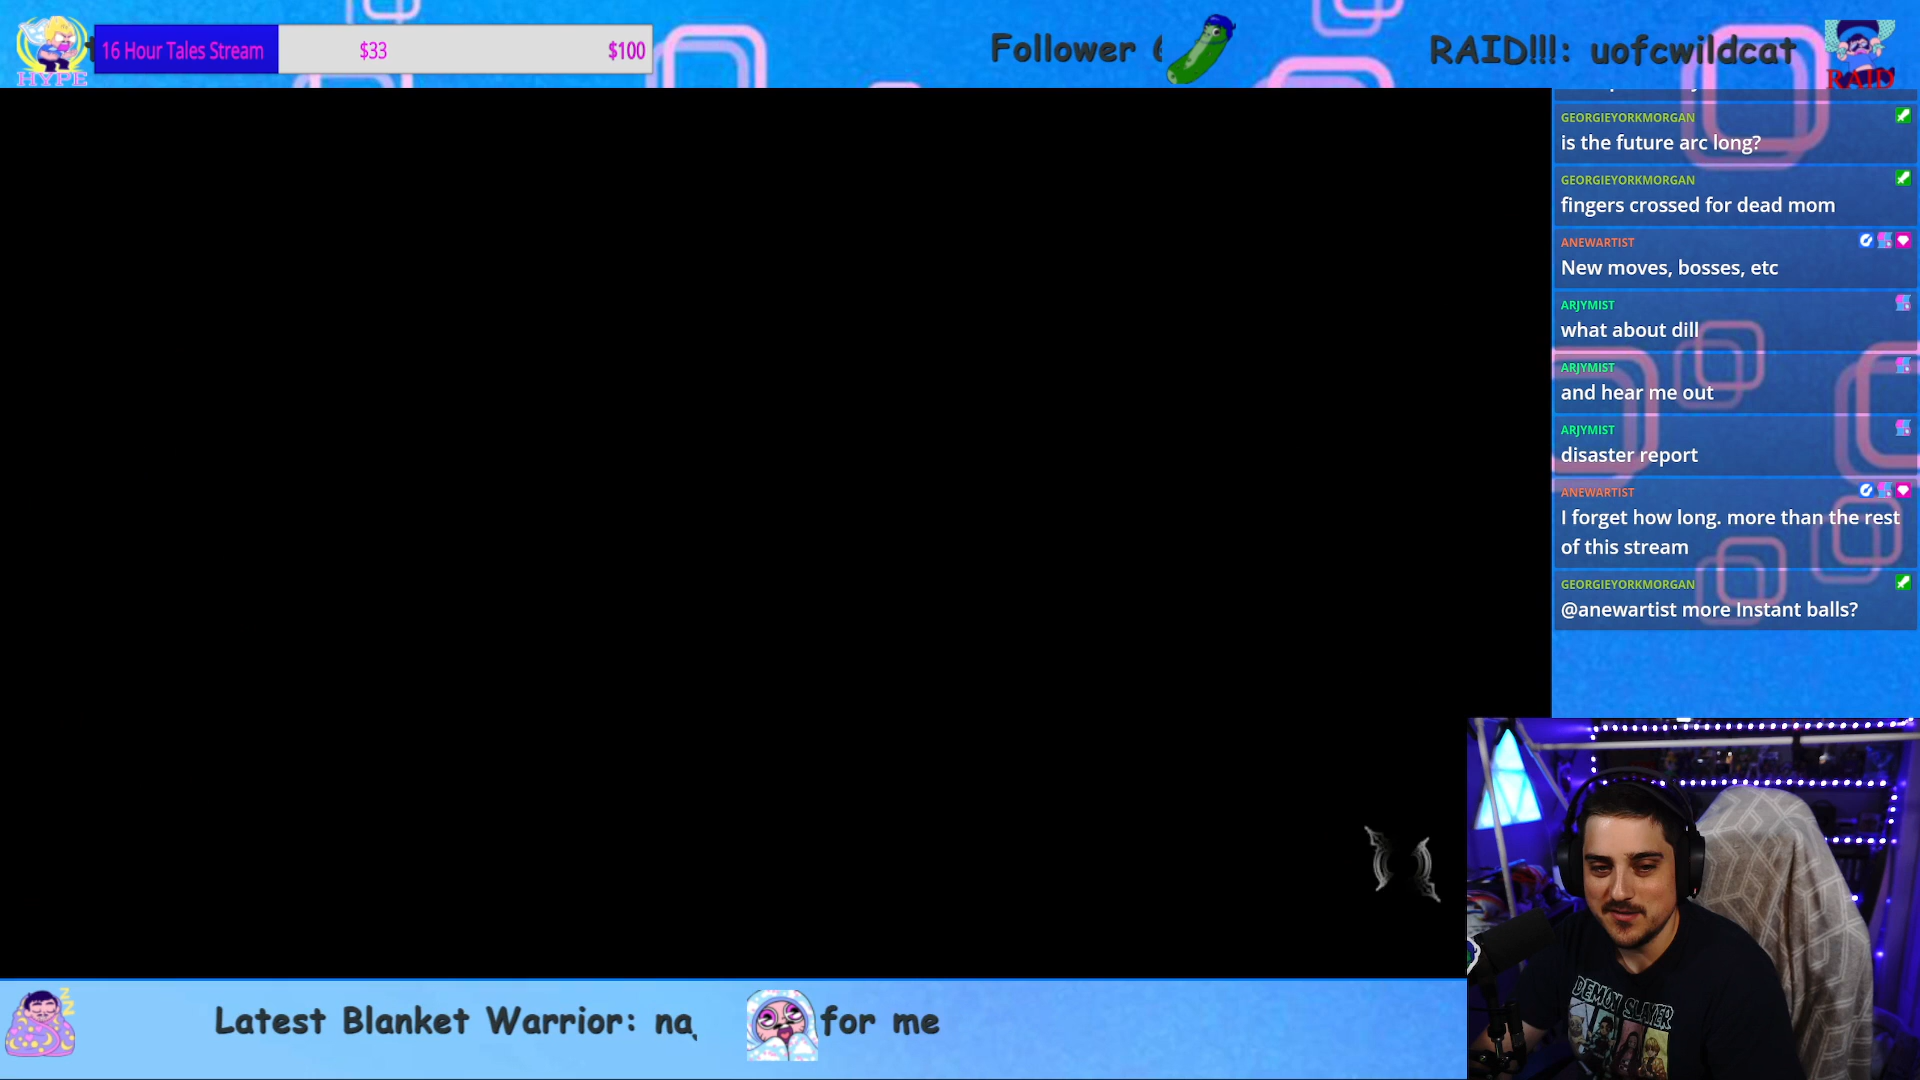 16 Hour Tales Stream $33 $100
Follower
RAID!!!: uofcwildcat
HYPE
RAID
GEORGIEYORKMORGAN
is the future arc long?
GEORGIEYORKMORGAN
fingers crossed for dead mom
ANEWARTIST
New moves, bosses, etc
ARJYMIST
what about dill
ARJYMIST
and hear me out
ARJYMIST
disaster report
ANEWARTIST
I forget how long. more than the rest
of this stream
GEORGIEYORKMORGAN
@anewartist more Instant balls?
DEMON SLAYER
Latest Blanket Warrior: na
for me